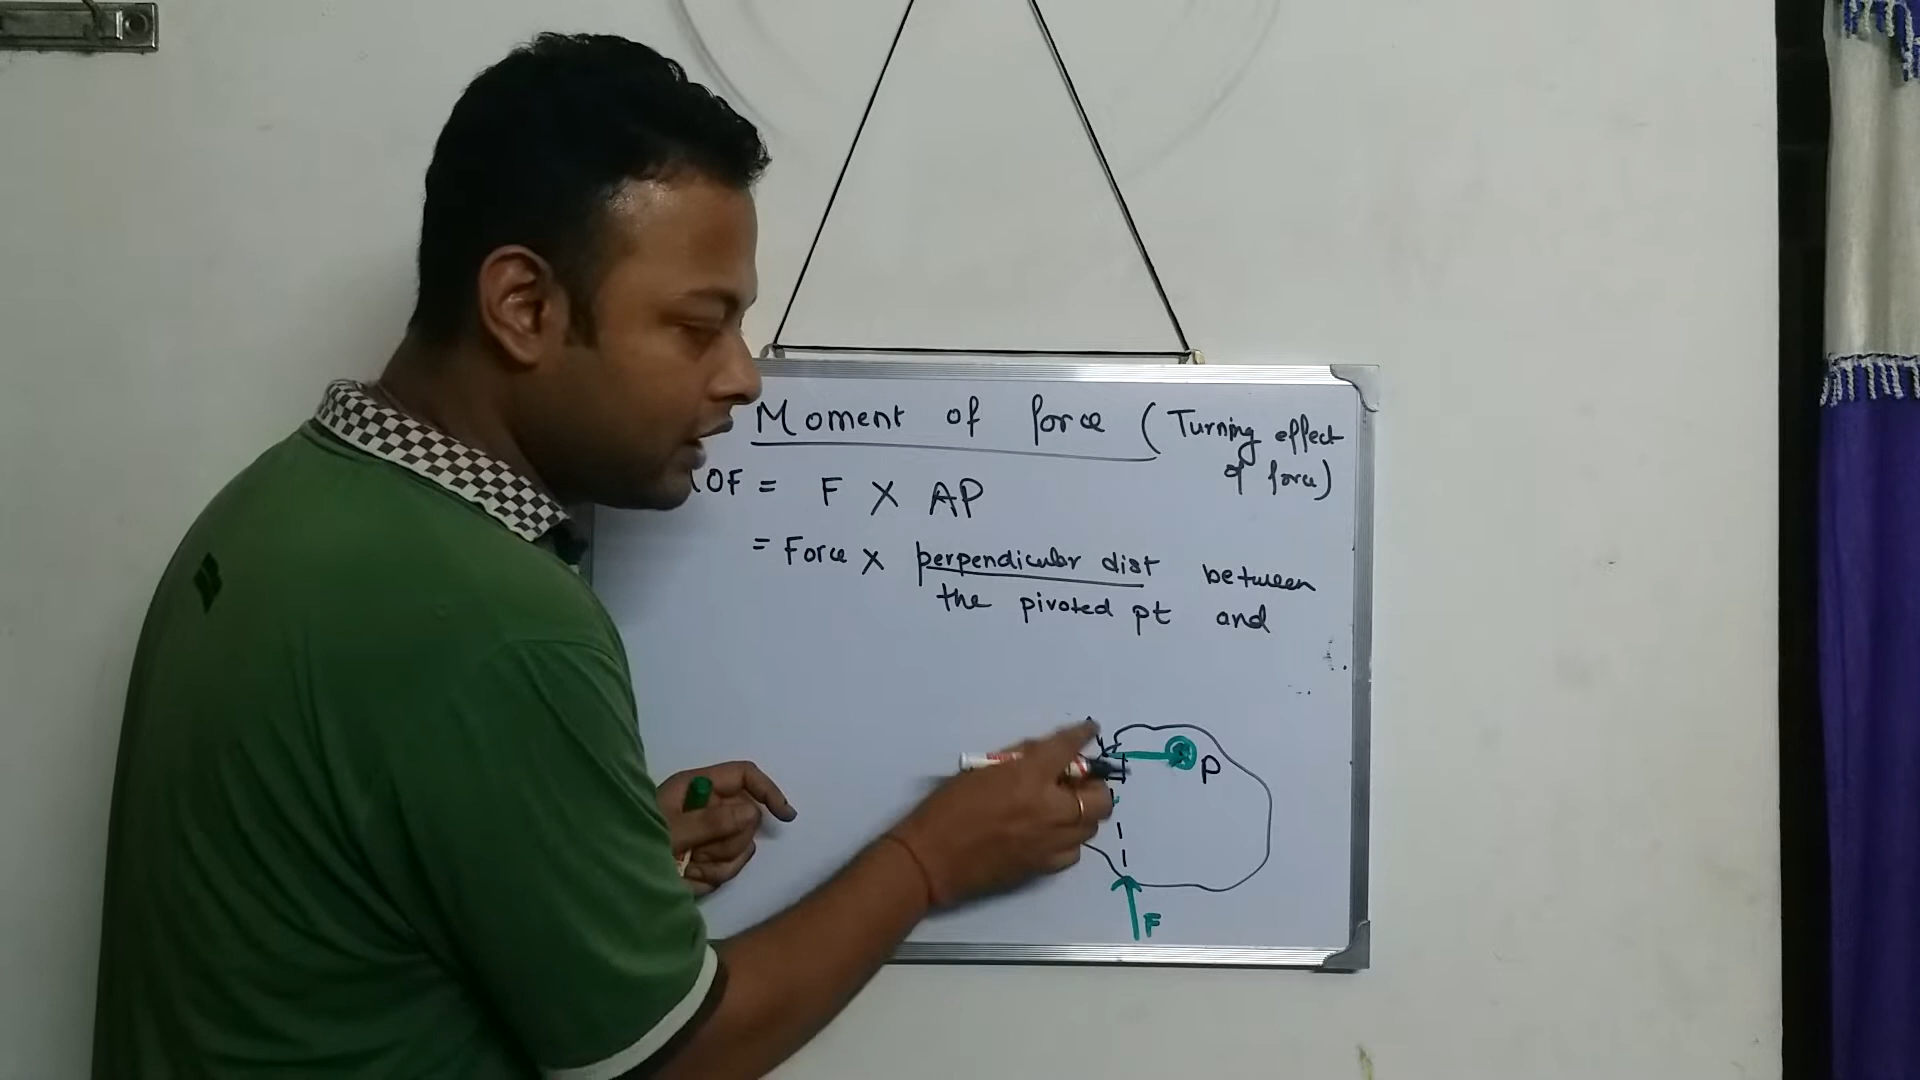 Moment of force (Turning effect
of force)
OF = F X AP
= Force X perpendicular dist between
the pivoted pt and
P
F